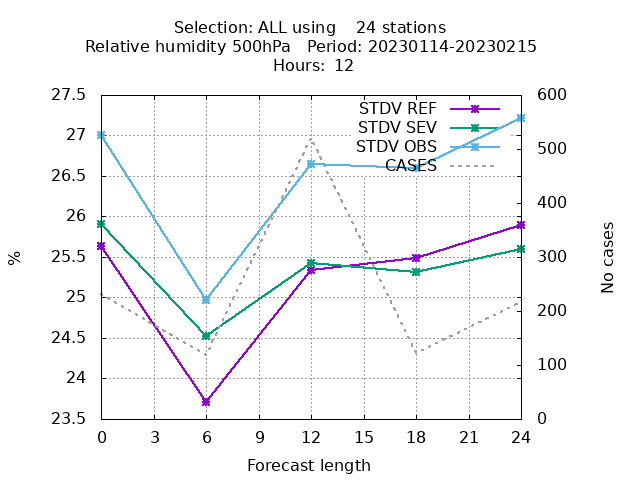 Selection: ALL using    24 stations
Relative humidity 500hPa   Period: 20230114-20230215
Hours: 12
STDV REF
STDV SEV
STDV OBS
CASES
27.5
27
26.5
26
25.5
25
24.5
24
23.5
%
600
500
400
300
200
100
0
No cases
0 3 6 9 12 15 18 21 24
Forecast length